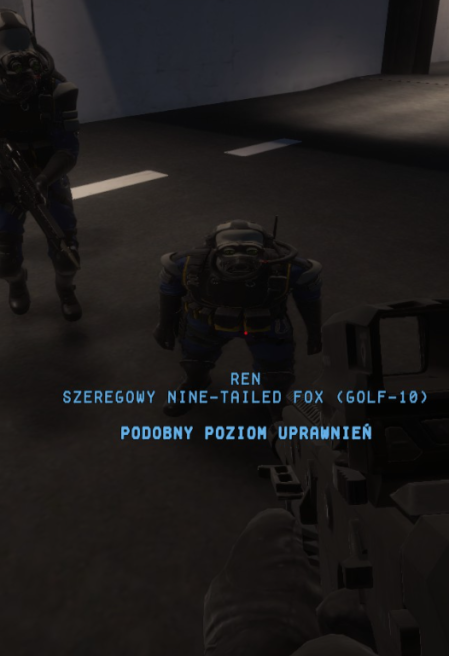 REN
SZEREGOWY NINE-TAILED FOX (GOLF-10)
PODOBNY POZIOM UPRAWNIEŃ